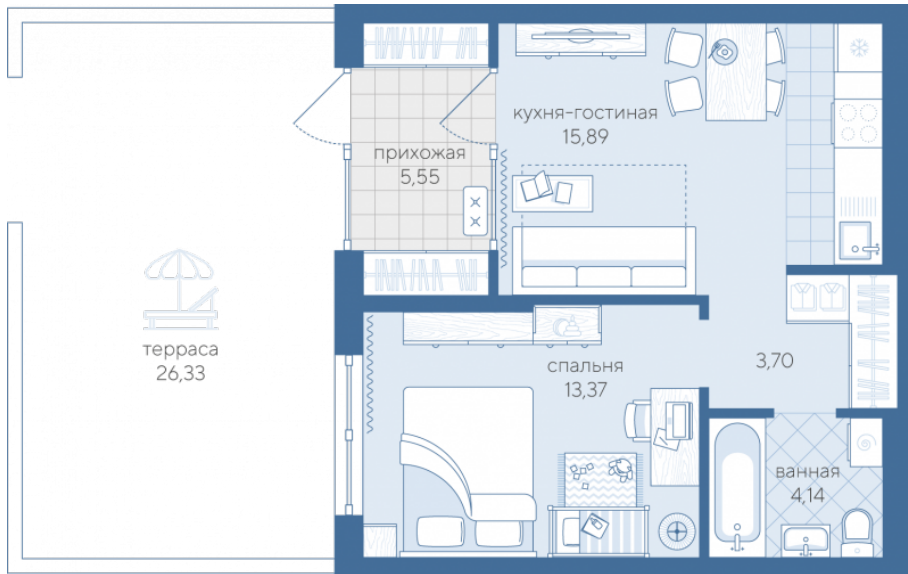 кухня-гостиная
15,89
прихожая
5,55
терраса
26,33
спальня
13,37
3,70
ванная
4,14